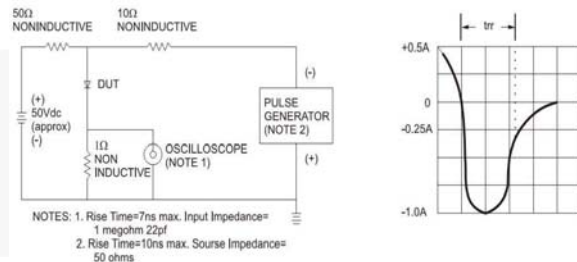 50Ω
NONINDUCTIVE
10Ω
NONINDUCTIVE
DUT
(+)
50Vdc
(approx)
(-)
1Ω
NON
INDUCTIVE
OSCILLOSCOPE
(NOTE 1)
(-)
PULSE
GENERATOR
(NOTE 2)
(+)
NOTES: 1. Rise Time=7ns max. Input Impedance=
1 megohm 22pf
2. Rise Time=10ns max. Sourse Impedance=
50 ohms
trr
+0.5A
0
-0.25A
-1.0A